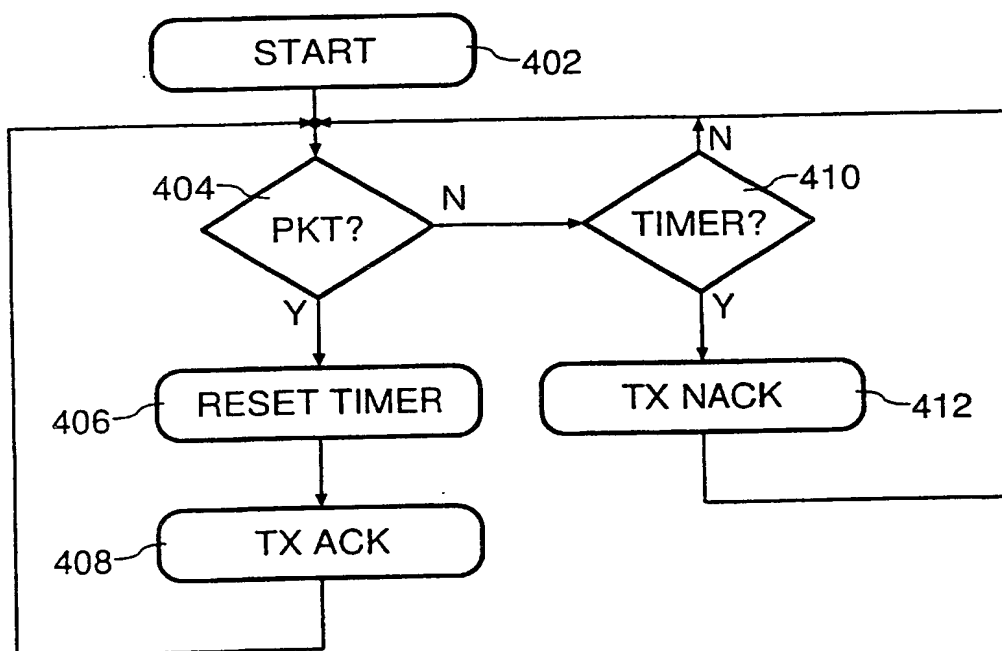 START
402
404
PKT?
N
Y
TIMER?
410
N
Y
RESET TIMER
406
TX NACK
412
TX ACK
408